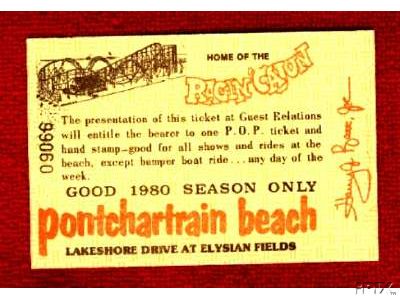 HOME OF THE
RAGIN' CAJUN
The presentation of this ticket at Guest Relations
will entitle the bearer to one P.O.P. ticket and
hand stamp—good for all shows and rides at the
beach, except bumper boat ride...any day of the
week.
09066
GOOD 1980 SEASON ONLY
pontchartrain beach
LAKESHORE DRIVE AT ELYSIAN FIELDS